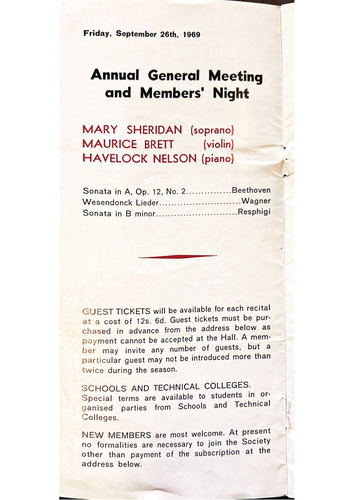 Friday, September 26th, 1969
Annual General Meeting
and Members' Night
MARY SHERIDAN (soprano)
MAURICE BRETT (violin)
HAVELOCK NELSON (piano)
Sonata in A, Op. 12, No. 2...............Beethoven
Wesendonck Lieder...........................Wagner
Sonata in B minor...........................Resphigi
GUEST TICKETS will be available for each recital
at a cost of 12s. 6d. Guest tickets must be pur-
chased in advance from the address below as
payment cannot be accepted at the Hall. A mem-
ber may invite any number of guests, but a
particular guest may not be introduced more than
twice during the season.
SCHOOLS AND TECHNICAL COLLEGES.
Special terms are available to students in or-
ganised parties from Schools and Technical
Colleges.
NEW MEMBERS are most welcome. At present
no formalities are necessary to join the Society
other than payment of the subscription at the
address below.